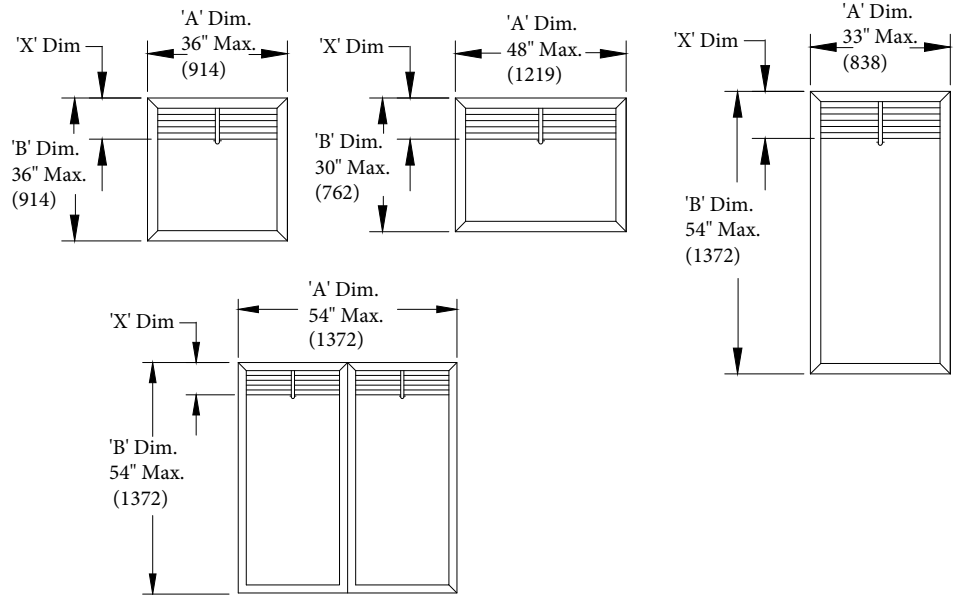 'A' Dim.
36" Max.
(914)
'X' Dim
'B' Dim.
36" Max.
(914)
'A' Dim.
48" Max.
(1219)
'X' Dim
'B' Dim.
30" Max.
(762)
'A' Dim.
33" Max.
(838)
'X' Dim
'B' Dim.
54" Max.
(1372)
'A' Dim.
54" Max.
(1372)
'X' Dim
'B' Dim.
54" Max.
(1372)